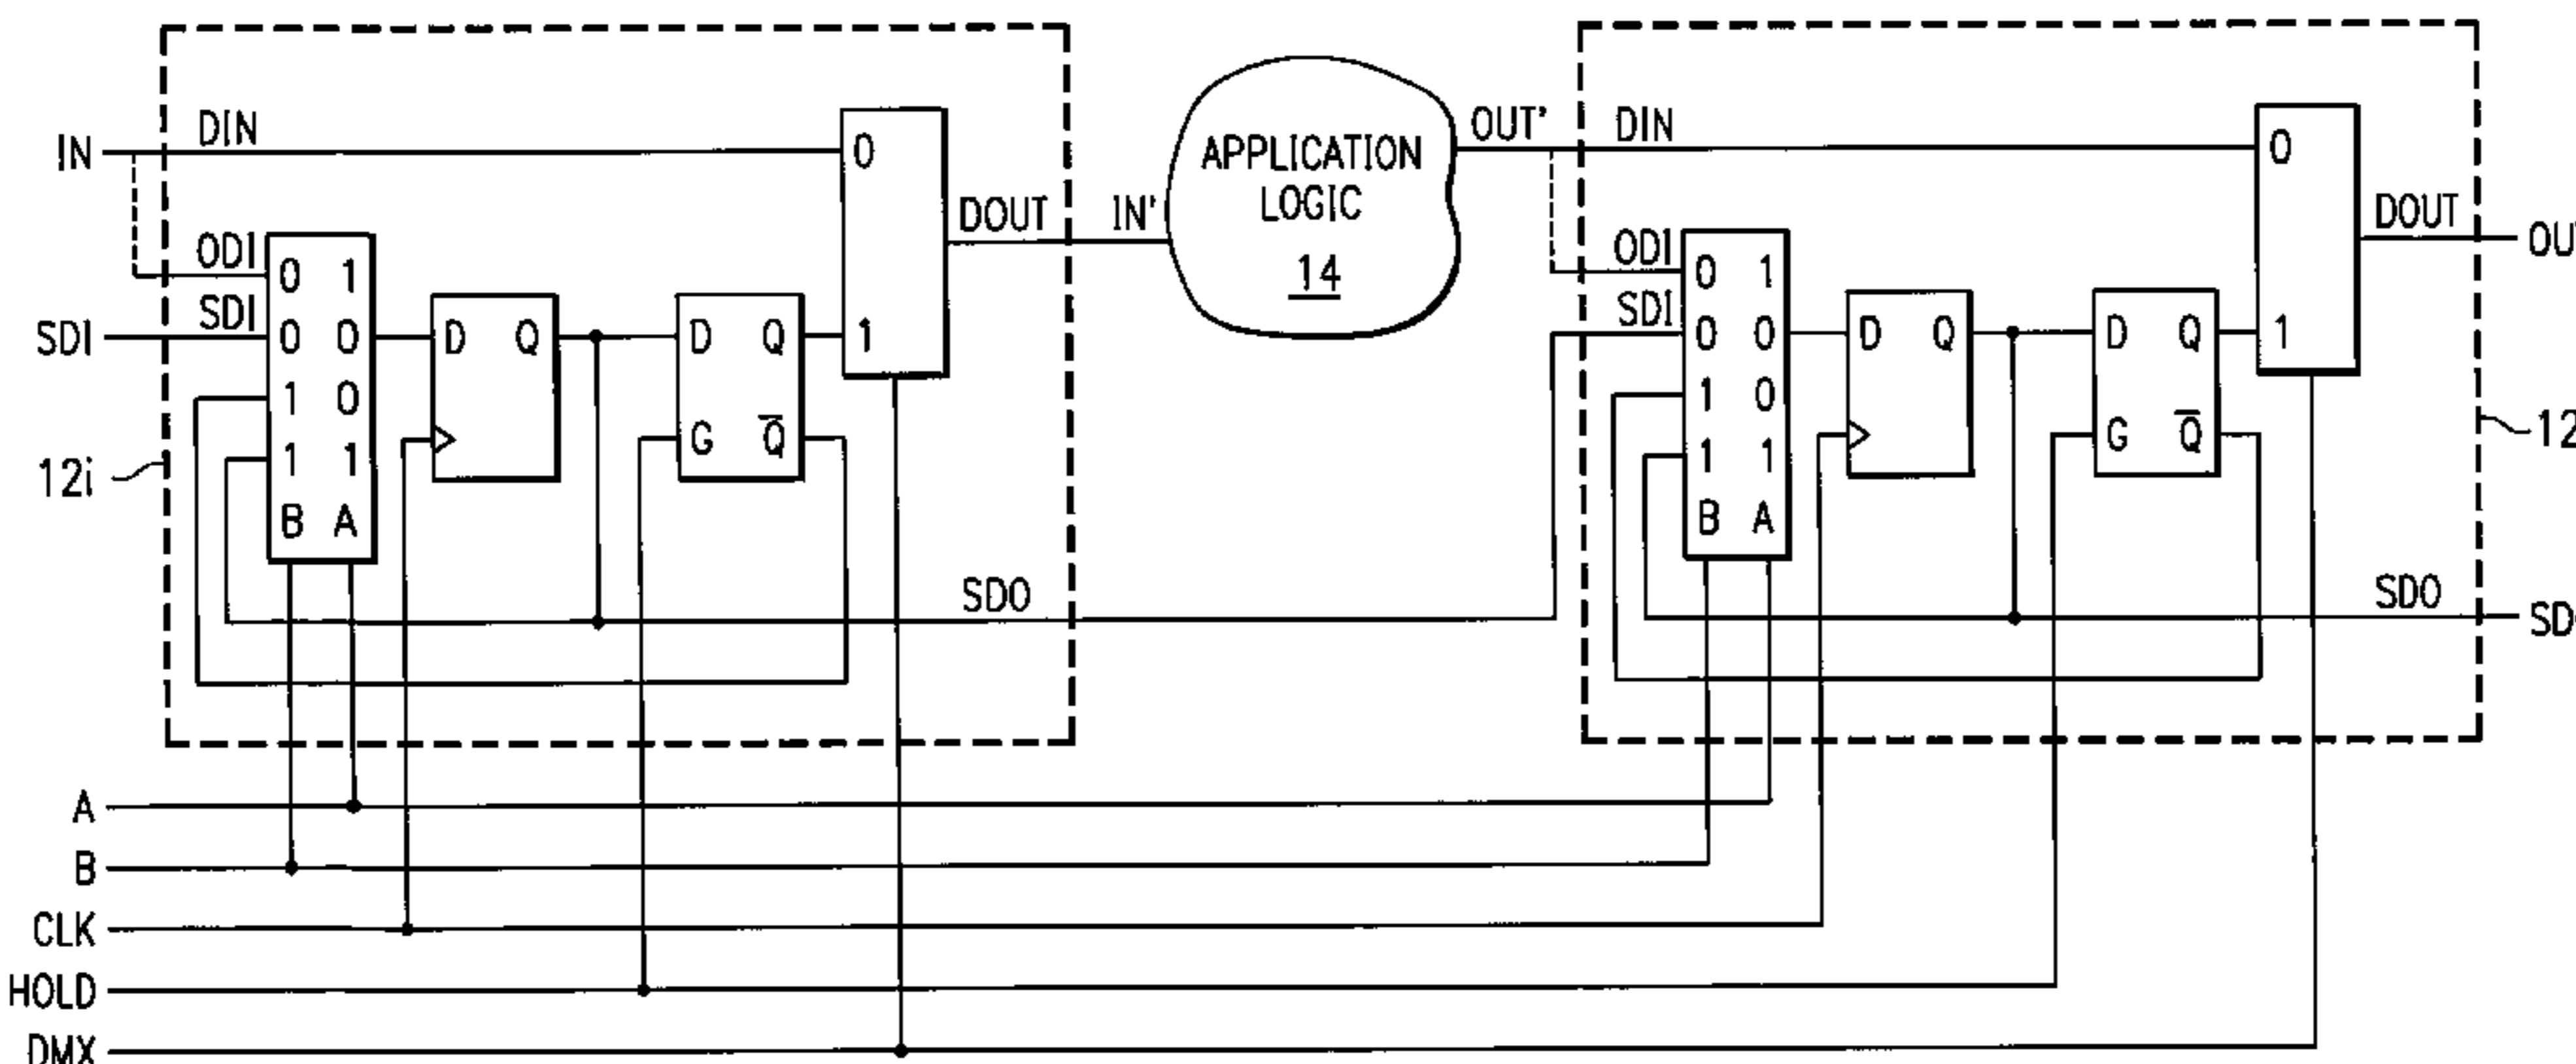 IN
DIN
ODI
SDI
SDI
0 1
0 0
1 0
1 1
B A
D Q
D Q
G Q̅
0
1
DOUT
IN'
SDO
12i
APPLICATION
LOGIC
14
OUT'
DIN
ODI
SDI
0 1
0 0
1 0
1 1
B A
D Q
D Q
G Q̅
0
1
DOUT
SDO
12
A
B
CLK
HOLD
DMX